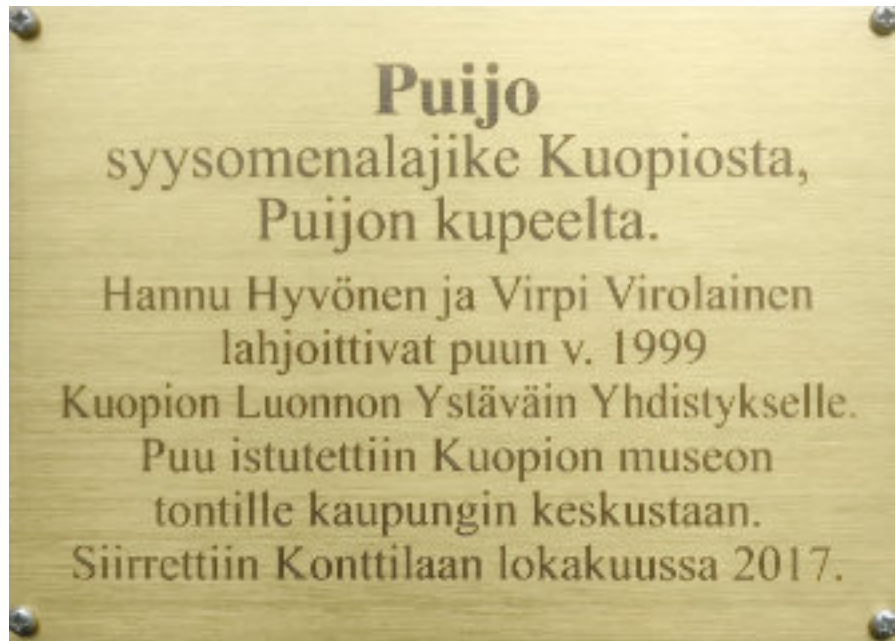 Puijo
syysomenalajike Kuopiosta,
Puijon kupeelta.
Hannu Hyvönen ja Virpi Virolainen
lahjoittivat puun v. 1999
Kuopion Luonnon Ystäväin Yhdistykselle.
Puu istutettiin Kuopion museon
tontille kaupungin keskustaan.
Siirrettiin Konttilaan lokakuussa 2017.